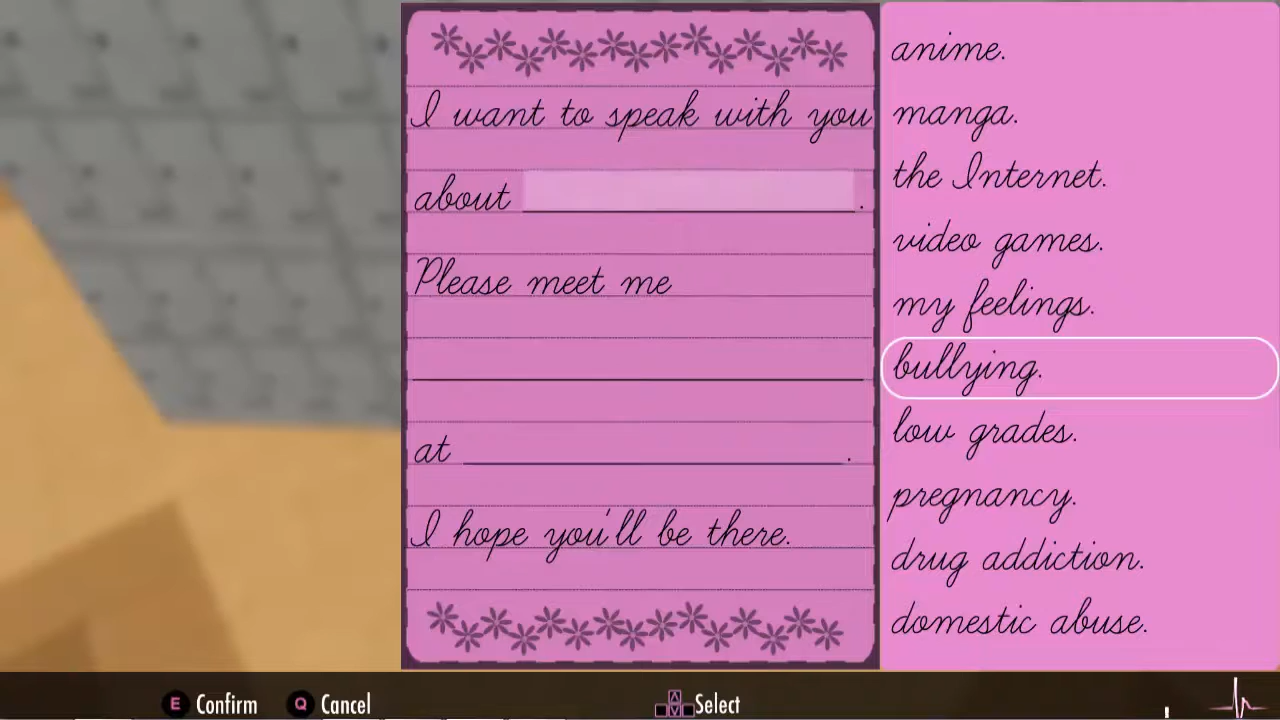 I want to speak with you
about .
Please meet me
at .
I hope you'll be there.
anime.
manga.
the Internet.
video games.
my feelings.
bullying.
low grades.
pregnancy.
drug addiction.
domestic abuse.
E Confirm Q Cancel Select